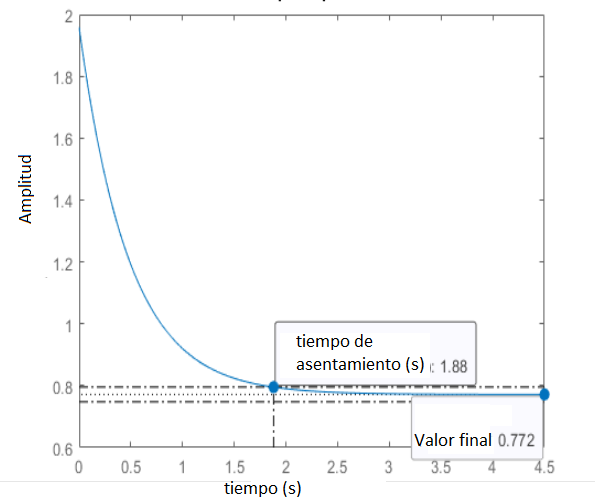 2
1.8
1.6
1.4
1.2
1
0.8
0.6
Amplitud
tiempo de
asentamiento (s) : 1.88
Valor final 0.772
0 0.5 1 1.5 2 2.5 3 3.5 4 4.5
tiempo (s)